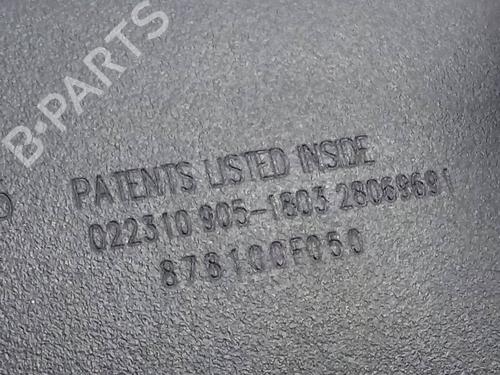 B-PARTS
PATENTS LISTED INSIDE
022310 905-1803 28069691
878100F050